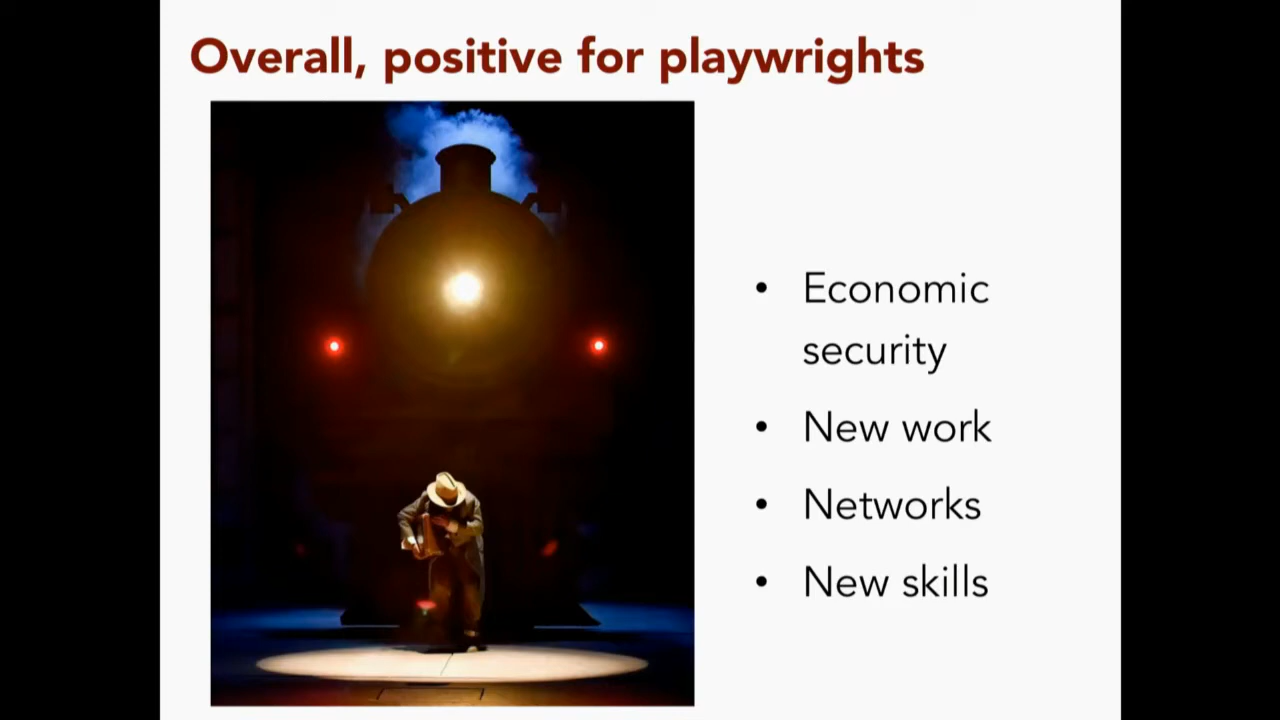 Overall, positive for playwrights
• Economic
security
• New work
• Networks
• New skills